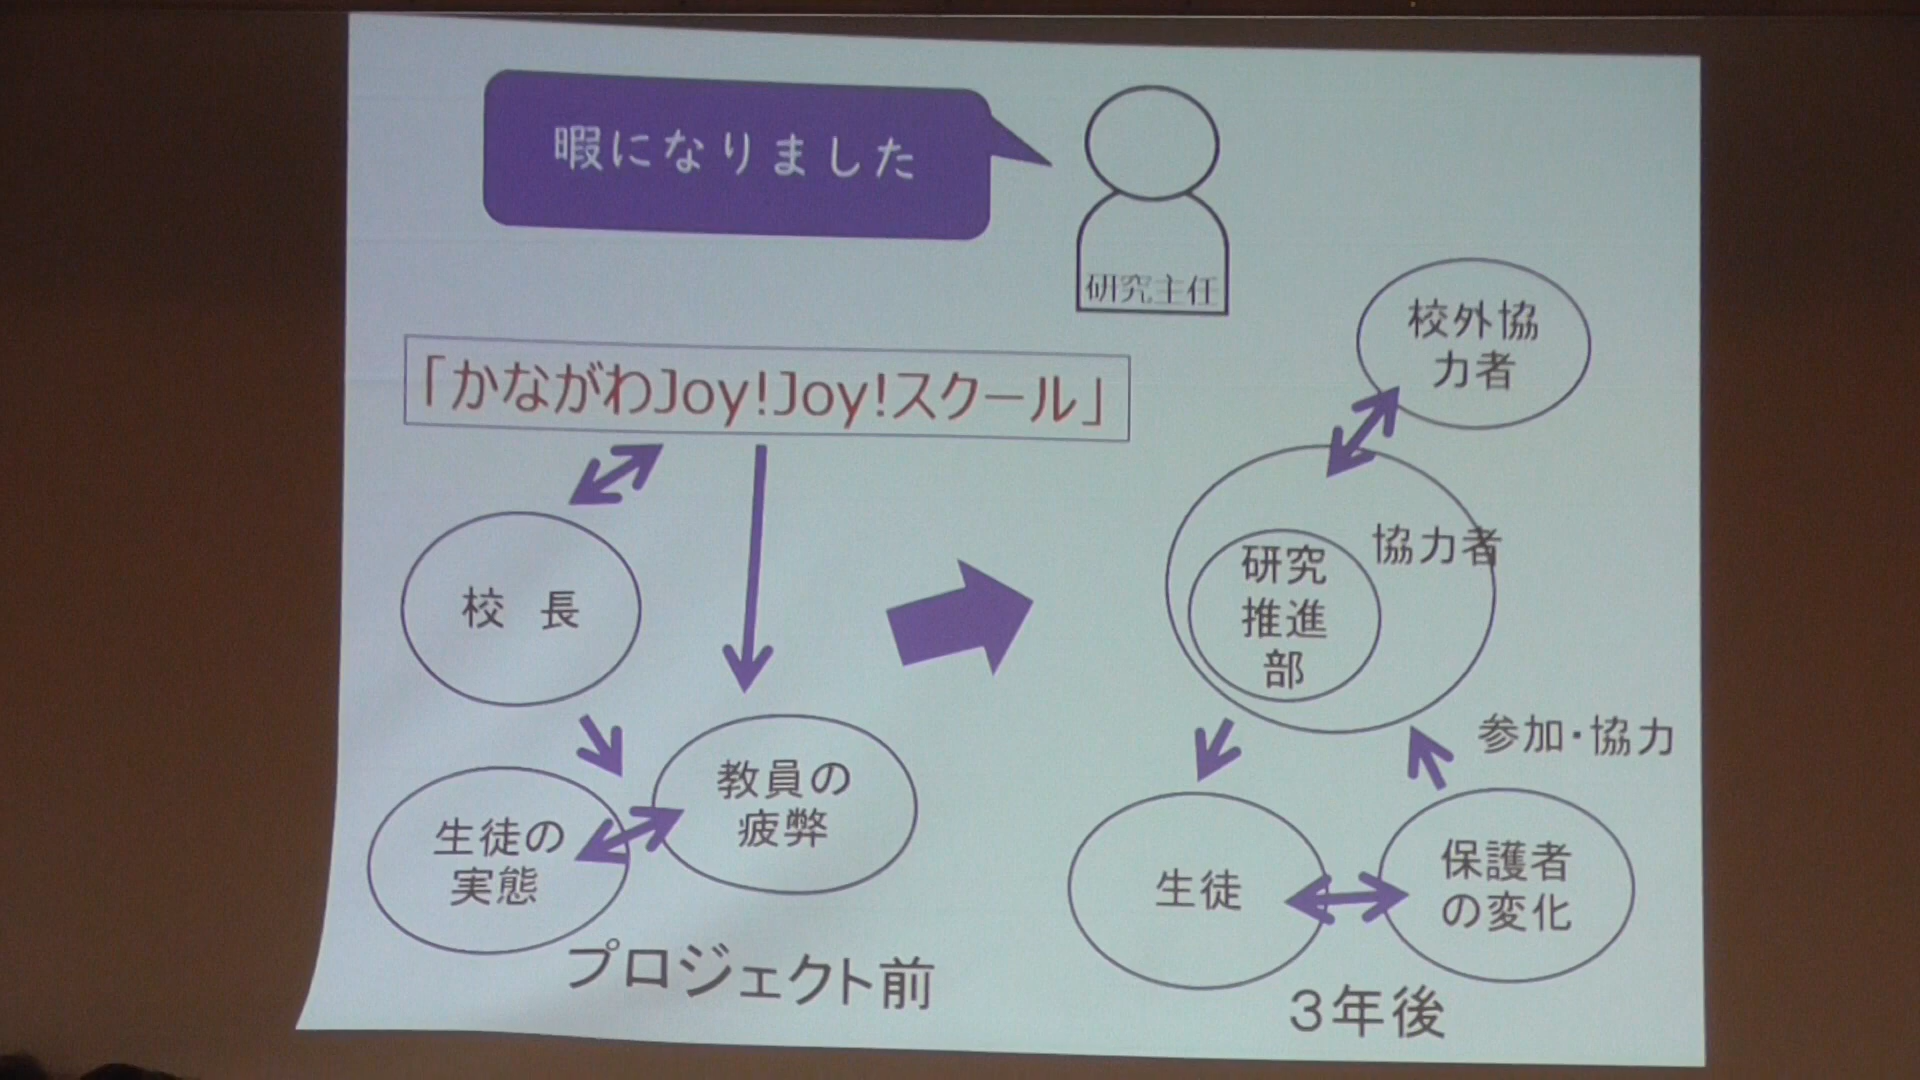 暇になりました
研究主任
「かながわJoy!Joy!スクール」
校外協
力者
校　長
協力者
研究
推進
部
教員の
疲弊
生徒の
実態
プロジェクト前
参加・協力
生徒
保護者
の変化
3年後